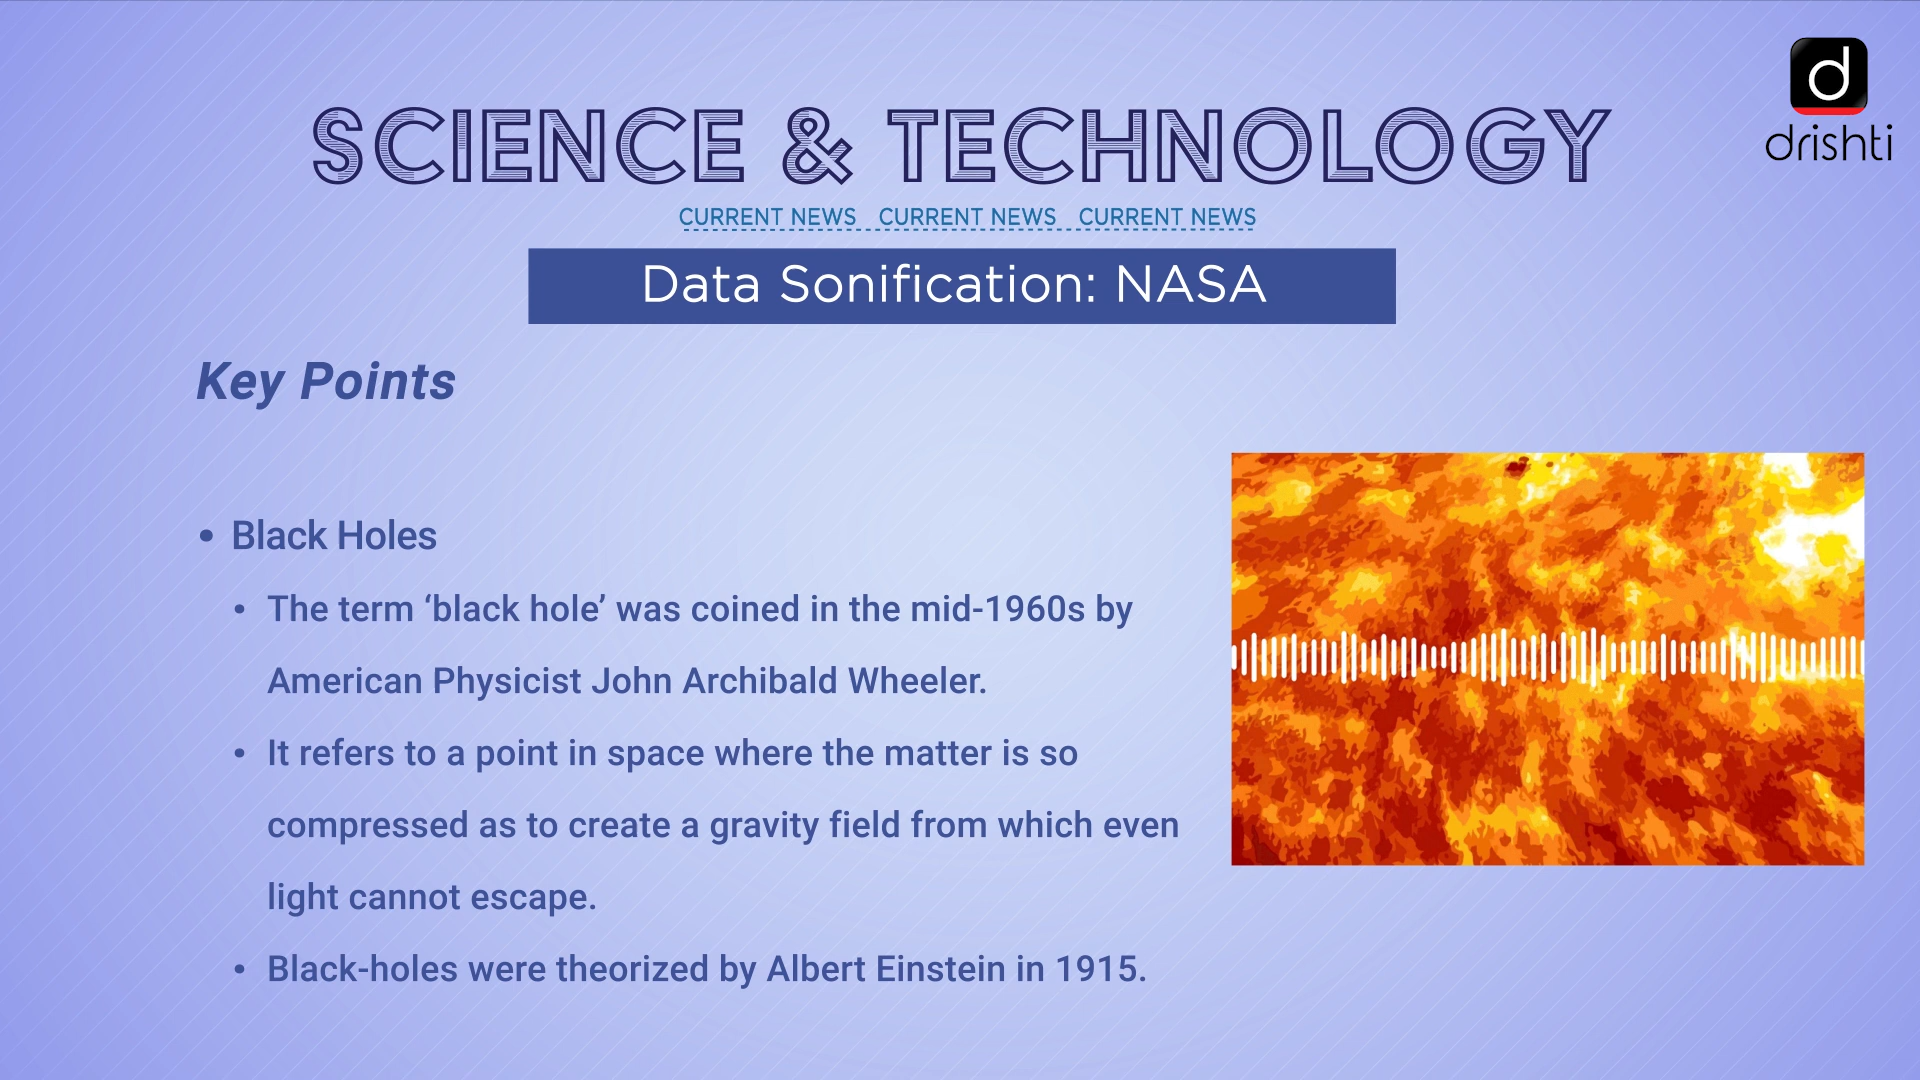 d
drishti
SCIENCE & TECHNOLOGY
CURRENT NEWS CURRENT NEWS CURRENT NEWS
Data Sonification: NASA
Key Points
• Black Holes
• The term ‘black hole’ was coined in the mid-1960s by
American Physicist John Archibald Wheeler.
• It refers to a point in space where the matter is so
compressed as to create a gravity field from which even
light cannot escape.
• Black-holes were theorized by Albert Einstein in 1915.